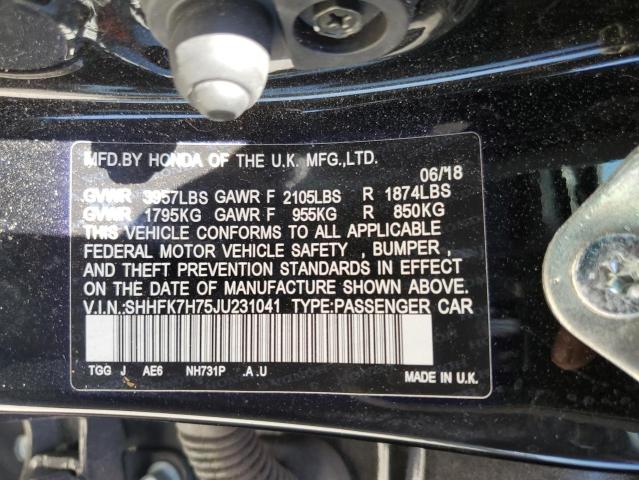 MFD.BY HONDA OF THE U.K. MFG.,LTD.
06/18
GVWR 3957LBS GAWR F 2105LBS R 1874LBS
GVWR 1795KG GAWR F 955KG R 850KG
THIS VEHICLE CONFORMS TO ALL APPLICABLE
FEDERAL MOTOR VEHICLE SAFETY , BUMPER ,
AND THEFT PREVENTION STANDARDS IN EFFECT
ON THE DATE OF MANUFACTURE SHOWN ABOVE.
V.I.N.:SHHFK7H75JU231041 TYPE:PASSENGER CAR
TGG J AE6 NH731P .A .U
MADE IN U.K.